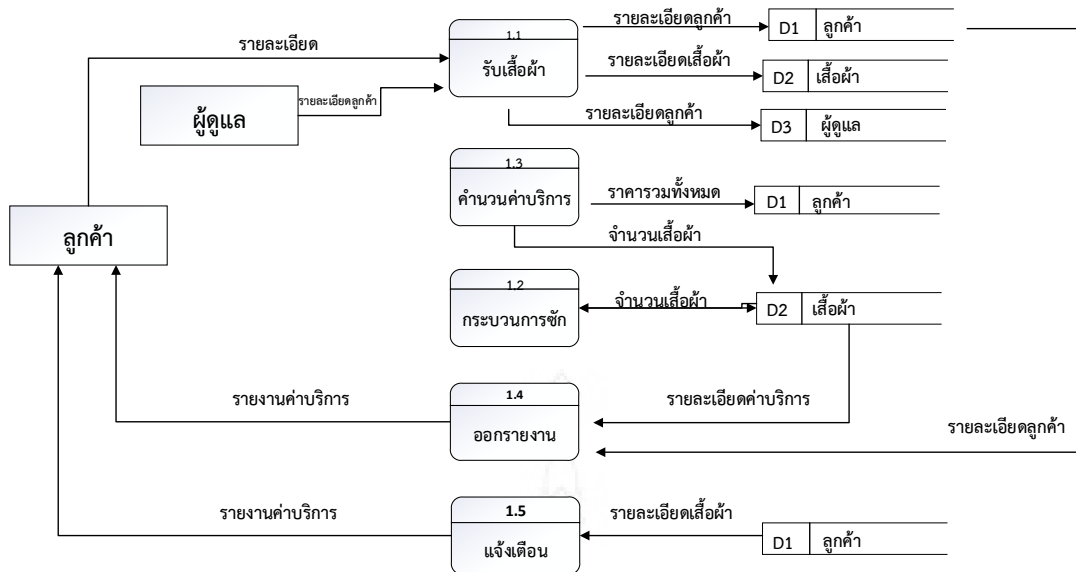 รายละเอียดลูกค้า
1.1
D1 ลูกค้า
รายละเอียด
รับเสื้อผ้า
รายละเอียดเสื้อผ้า
D2 เสื้อผ้า
รายละเอียดลูกค้า
ผู้ดูแล
รายละเอียดลูกค้า
D3 ผู้ดูแล
1.3
คำนวนค่าบริการ
ราคารวมทั้งหมด
D1 ลูกค้า
ลูกค้า
จำนวนเสื้อผ้า
1.2
กระบวนการซัก
จำนวนเสื้อผ้า
D2 เสื้อผ้า
รายงานค่าบริการ
1.4
ออกรายงาน
รายละเอียดค่าบริการ
รายละเอียดลูกค้า
รายงานค่าบริการ
1.5
แจ้งเตือน
รายละเอียดเสื้อผ้า
D1 ลูกค้า